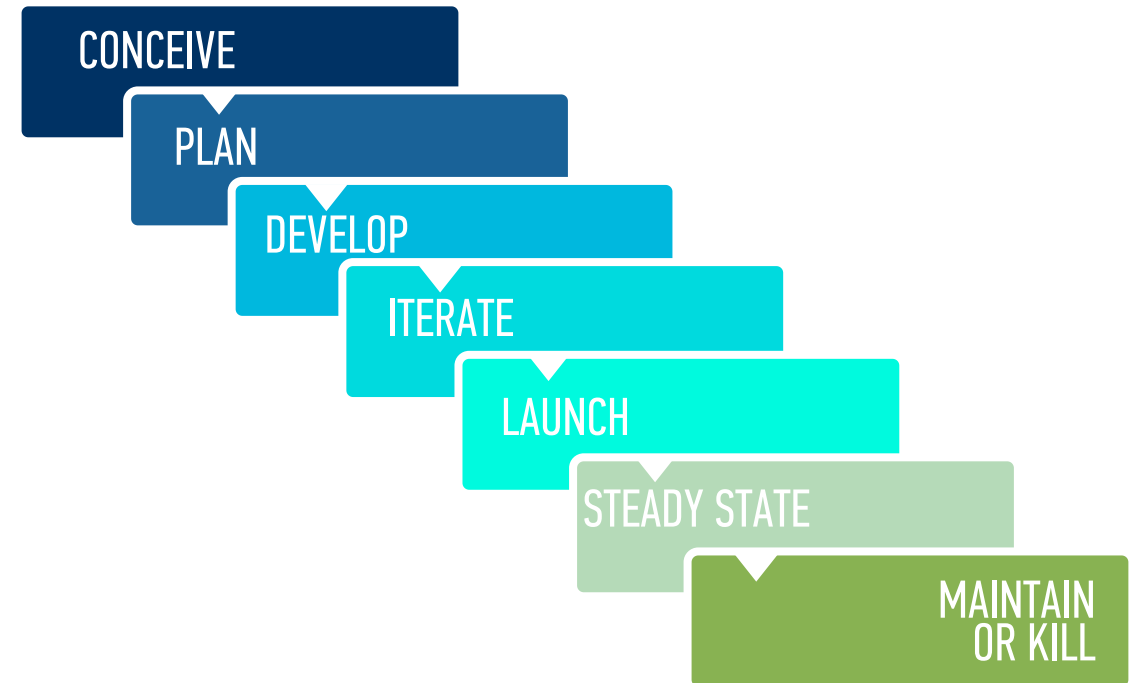 CONCEIVE
PLAN
DEVELOP
ITERATE
LAUNCH
STEADY STATE
MAINTAIN
OR KILL